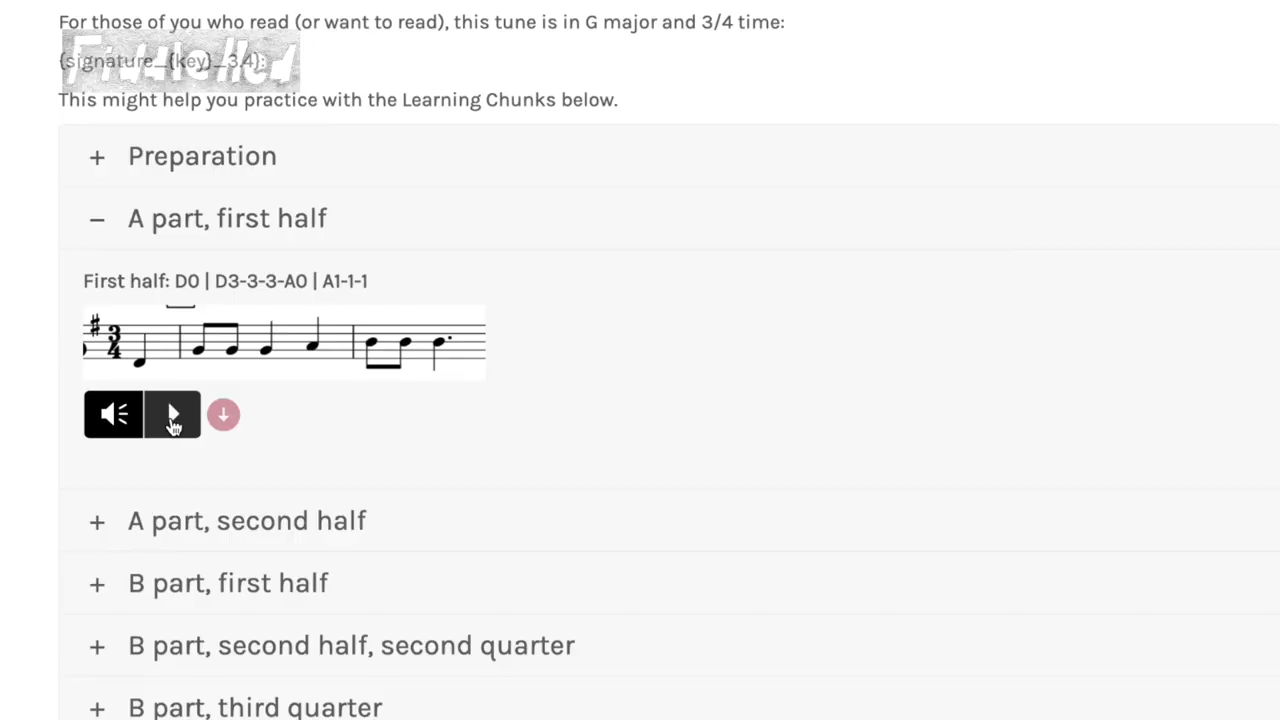 For those of you who read (or want to read), this tune is in G major and 3/4 time:
{signature_{key}_3.4}:
FiddleHed
This might help you practice with the Learning Chunks below.
+ Preparation
– A part, first half
First half: D0 | D3-3-3-A0 | A1-1-1
3
4
+ A part, second half
+ B part, first half
+ B part, second half, second quarter
+ B part, third quarter